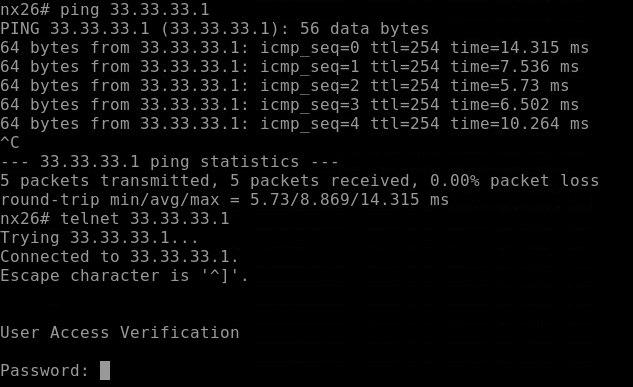 nx26# ping 33.33.33.1
PING 33.33.33.1 (33.33.33.1): 56 data bytes
64 bytes from 33.33.33.1: icmp_seq=0 ttl=254 time=14.315 ms
64 bytes from 33.33.33.1: icmp_seq=1 ttl=254 time=7.536 ms
64 bytes from 33.33.33.1: icmp_seq=2 ttl=254 time=5.73 ms
64 bytes from 33.33.33.1: icmp_seq=3 ttl=254 time=6.502 ms
64 bytes from 33.33.33.1: icmp_seq=4 ttl=254 time=10.264 ms
^C
--- 33.33.33.1 ping statistics ---
5 packets transmitted, 5 packets received, 0.00% packet loss
round-trip min/avg/max = 5.73/8.869/14.315 ms
nx26# telnet 33.33.33.1
Trying 33.33.33.1...
Connected to 33.33.33.1.
Escape character is '^]'.
User Access Verification
Password: